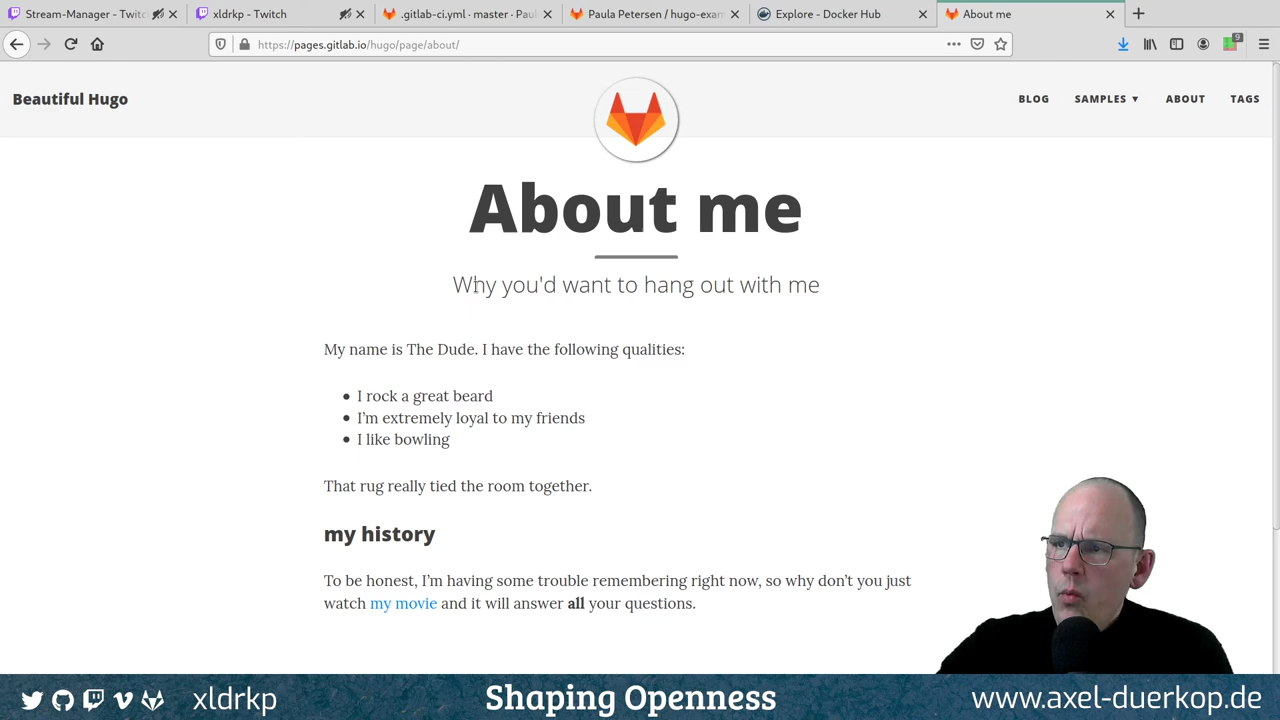 Stream-Manager - Twitch
xldrkp - Twitch
.gitlab-ci.yml · master · Paul
Paula Petersen / hugo-exam
Explore - Docker Hub
About me
https://pages.gitlab.io/hugo/page/about/
9
Beautiful Hugo
BLOG
SAMPLES ▼
ABOUT
TAGS
About me
Why you'd want to hang out with me
My name is The Dude. I have the following qualities:
• I rock a great beard
• I'm extremely loyal to my friends
• I like bowling
That rug really tied the room together.
my history
To be honest, I'm having some trouble remembering right now, so why don't you just
watch my movie and it will answer all your questions.
xldrkp
Shaping Openness
www.axel-duerkop.de